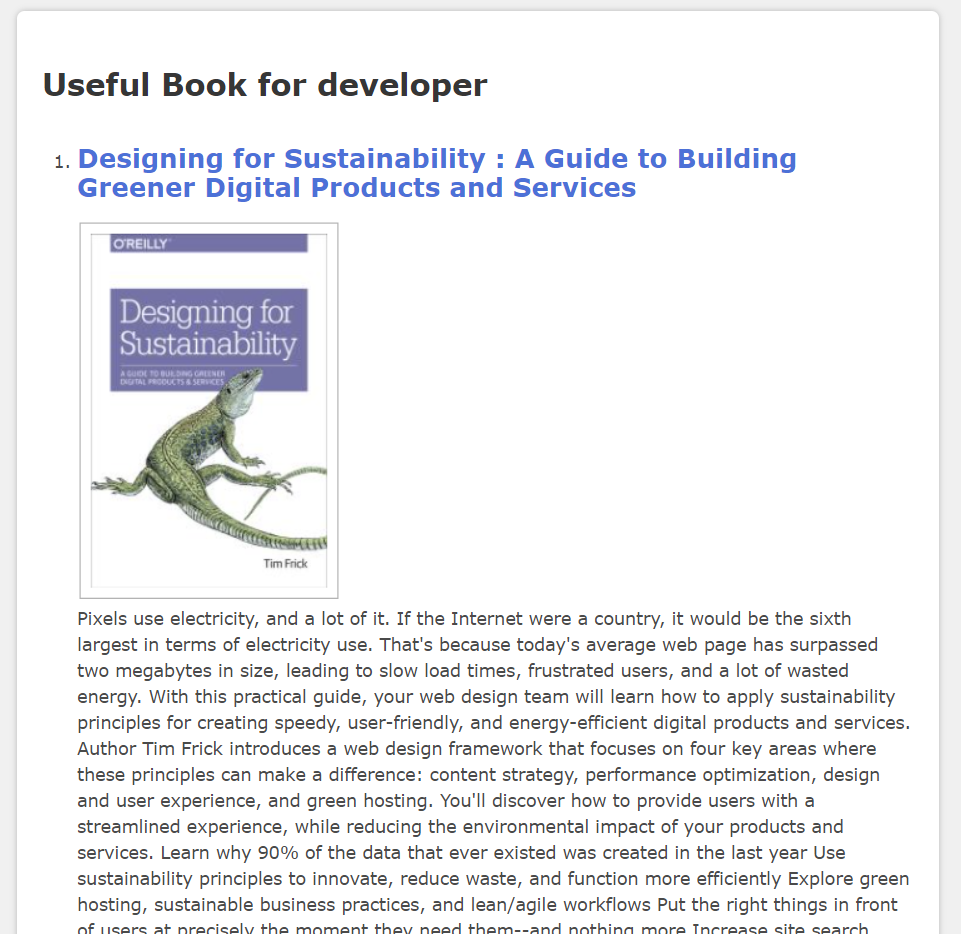 Useful Book for developer
1. Designing for Sustainability : A Guide to Building
Greener Digital Products and Services
O'REILLY
Designing for
Sustainability
A GUIDE TO BUILDING GREENER
DIGITAL PRODUCTS & SERVICES
Tim Frick
Pixels use electricity, and a lot of it. If the Internet were a country, it would be the sixth
largest in terms of electricity use. That's because today's average web page has surpassed
two megabytes in size, leading to slow load times, frustrated users, and a lot of wasted
energy. With this practical guide, your web design team will learn how to apply sustainability
principles for creating speedy, user-friendly, and energy-efficient digital products and services.
Author Tim Frick introduces a web design framework that focuses on four key areas where
these principles can make a difference: content strategy, performance optimization, design
and user experience, and green hosting. You'll discover how to provide users with a
streamlined experience, while reducing the environmental impact of your products and
services. Learn why 90% of the data that ever existed was created in the last year Use
sustainability principles to innovate, reduce waste, and function more efficiently Explore green
hosting, sustainable business practices, and lean/agile workflows Put the right things in front
of users at precisely the moment they need them--and nothing more Increase site search